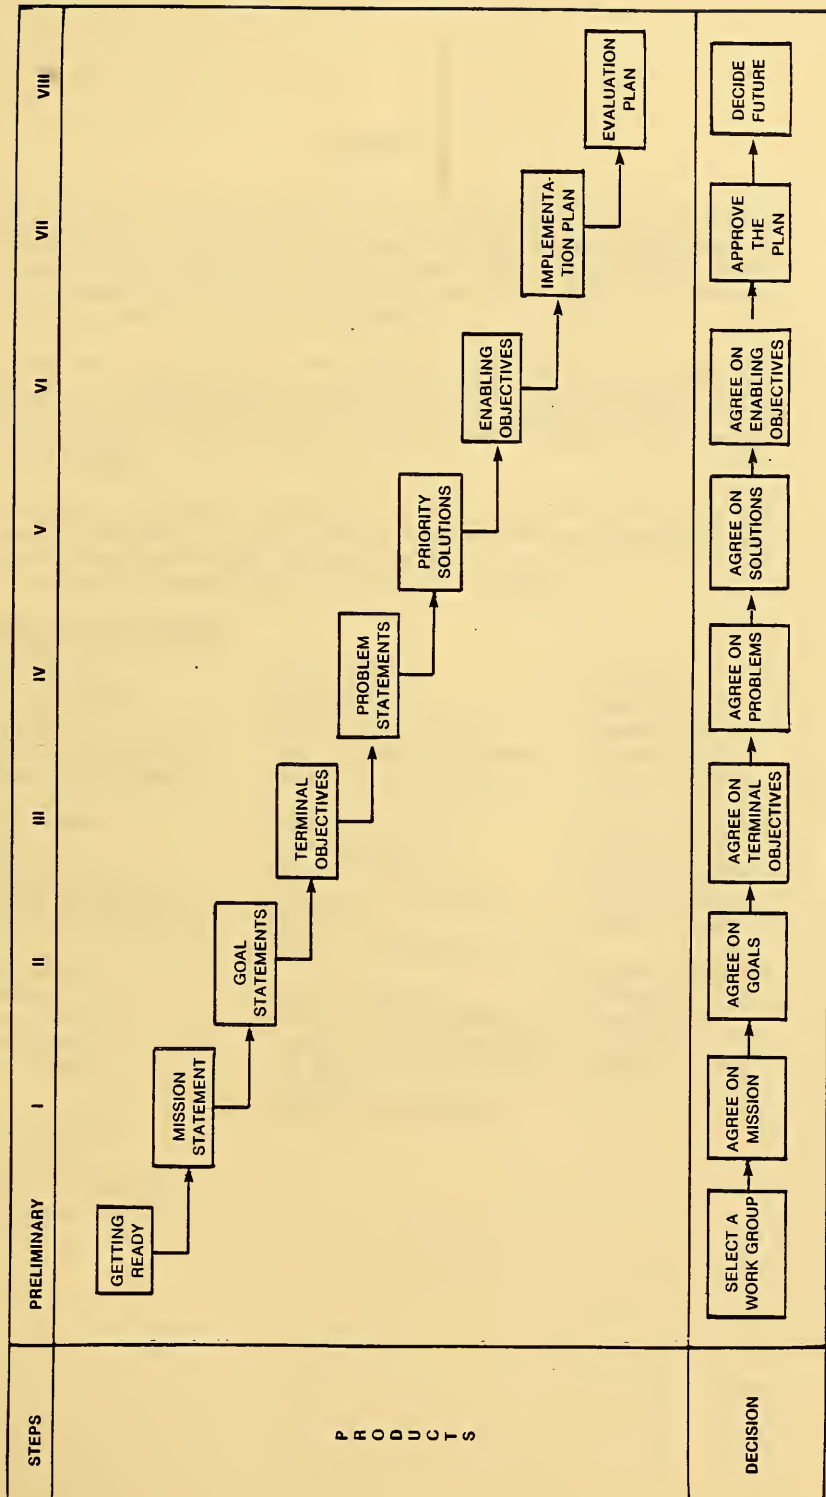 STEPS
PRELIMINARY
I
II
III
IV
V
VI
VII
VIII
PRODUCTS
GETTING
READY
MISSION
STATEMENT
GOAL
STATEMENTS
TERMINAL
OBJECTIVES
PROBLEM
STATEMENTS
PRIORITY
SOLUTIONS
ENABLING
OBJECTIVES
IMPLEMENTA-
TION PLAN
EVALUATION
PLAN
DECISION
SELECT A
WORK GROUP
AGREE ON
MISSION
AGREE ON
GOALS
AGREE ON
TERMINAL
OBJECTIVES
AGREE ON
PROBLEMS
AGREE ON
SOLUTIONS
AGREE ON
ENABLING
OBJECTIVES
APPROVE
THE
PLAN
DECIDE
FUTURE